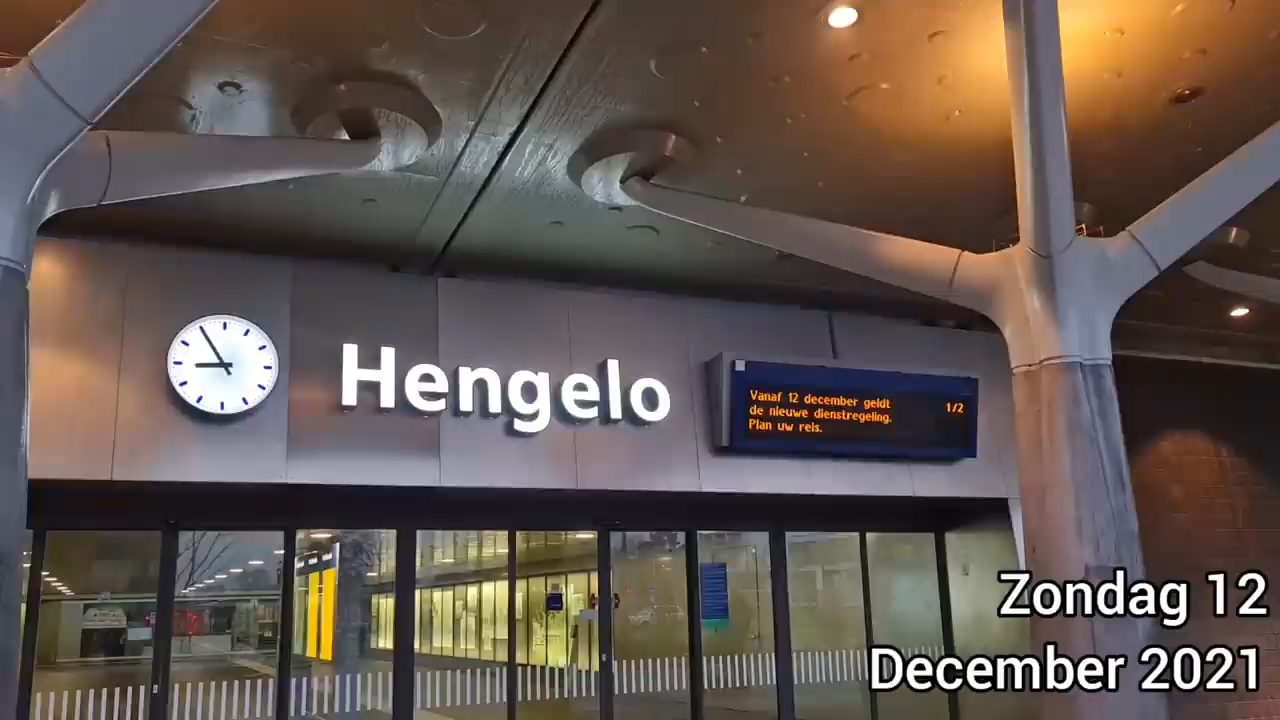 Hengelo
Vanaf 12 december geldt 1/2
de nieuwe dienstregeling.
Plan uw reis.
Zondag 12
December 2021